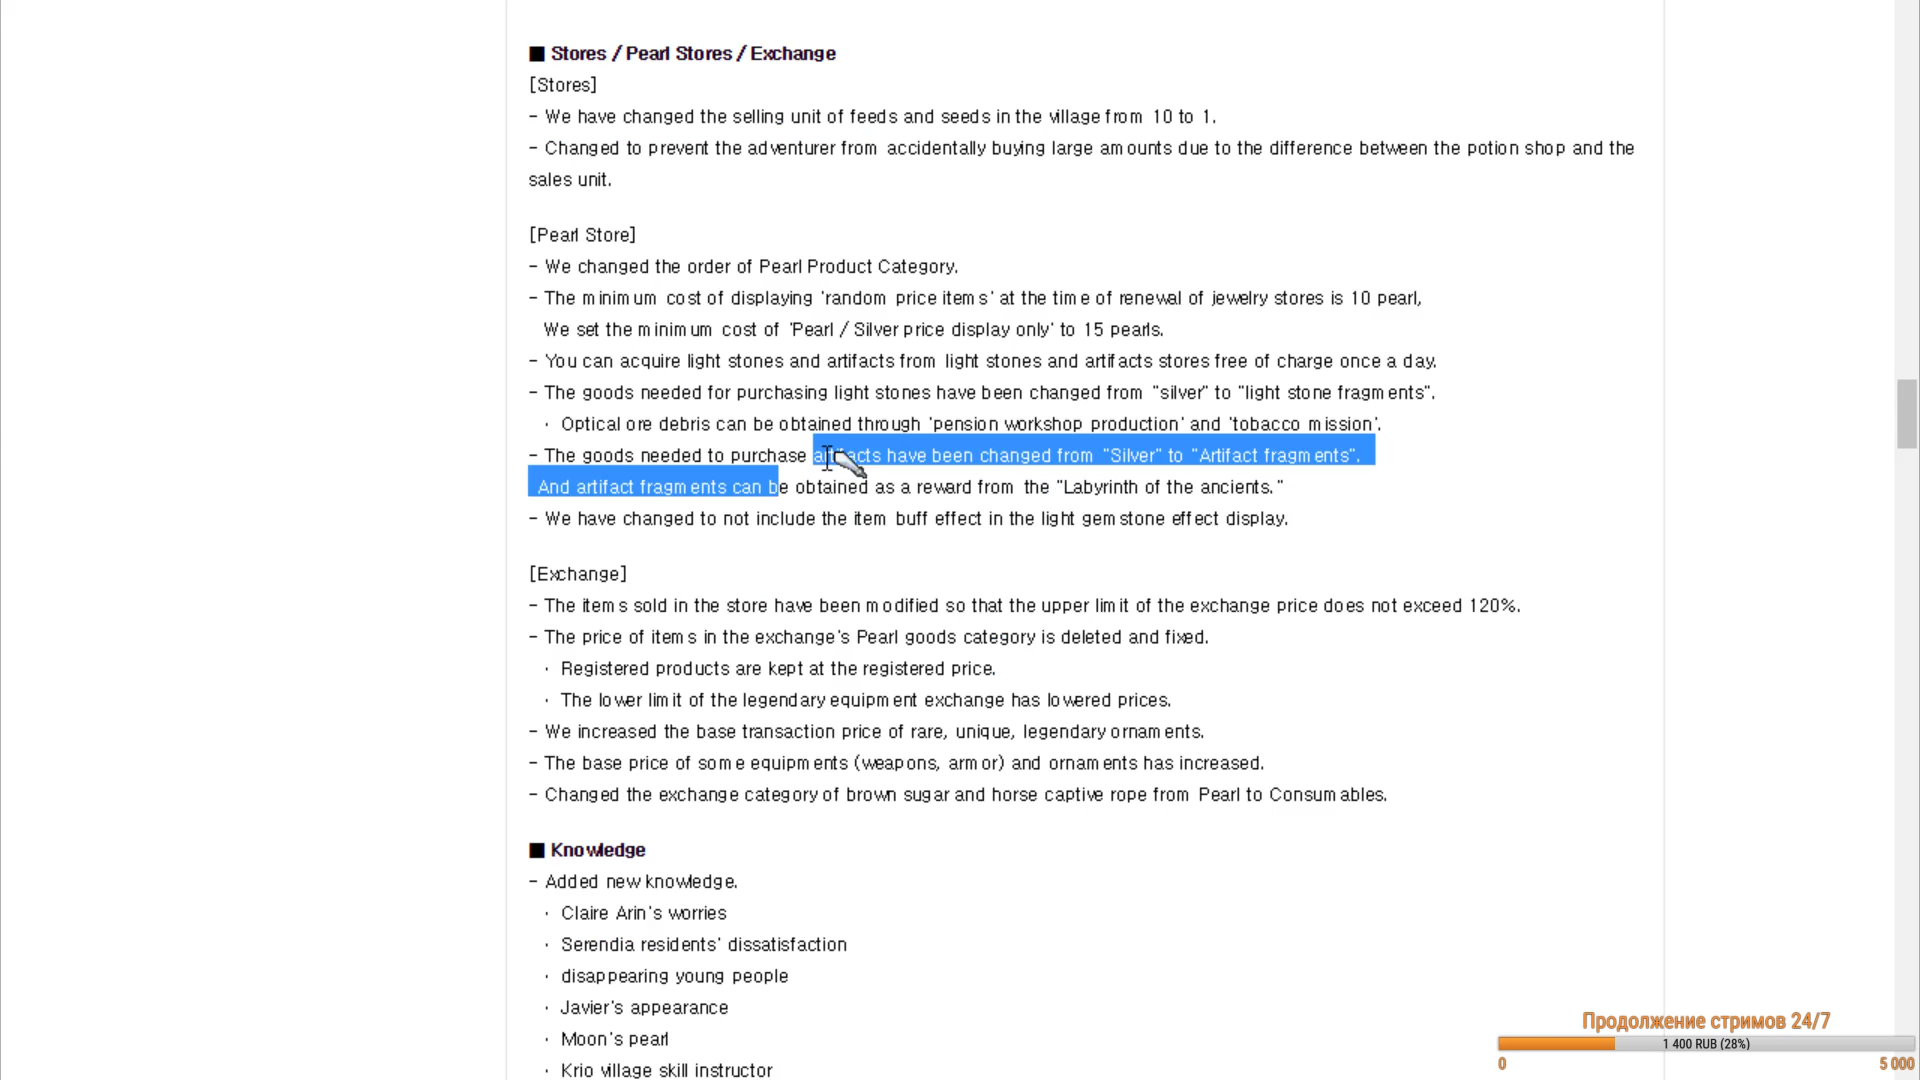 ■ Stores / Pearl Stores / Exchange
[Stores]
- We have changed the selling unit of feeds and seeds in the village from 10 to 1.
- Changed to prevent the adventurer from accidentally buying large amounts due to the difference between the potion shop and the
sales unit.
[Pearl Store]
- We changed the order of Pearl Product Category.
- The minimum cost of displaying 'random price items' at the time of renewal of jewelry stores is 10 pearl,
We set the minimum cost of 'Pearl / Silver price display only' to 15 pearls.
- You can acquire light stones and artifacts from light stones and artifacts stores free of charge once a day.
- The goods needed for purchasing light stones have been changed from "silver" to "light stone fragments".
· Optical ore debris can be obtained through 'pension workshop production' and 'tobacco mission'.
- The goods needed to purchase artifacts have been changed from "Silver" to "Artifact fragments".
And artifact fragments can be obtained as a reward from the "Labyrinth of the ancients."
- We have changed to not include the item buff effect in the light gemstone effect display.
[Exchange]
- The items sold in the store have been modified so that the upper limit of the exchange price does not exceed 120%.
- The price of items in the exchange's Pearl goods category is deleted and fixed.
· Registered products are kept at the registered price.
· The lower limit of the legendary equipment exchange has lowered prices.
- We increased the base transaction price of rare, unique, legendary ornaments.
- The base price of some equipments (weapons, armor) and ornaments has increased.
- Changed the exchange category of brown sugar and horse captive rope from Pearl to Consumables.
■ Knowledge
- Added new knowledge.
· Claire Arin's worries
· Serendia residents' dissatisfaction
· disappearing young people
· Javier's appearance
· Moon's pearl
· Krio village skill instructor
Продолжение стримов 24/7
1 400 RUB (28%)
0 5 000